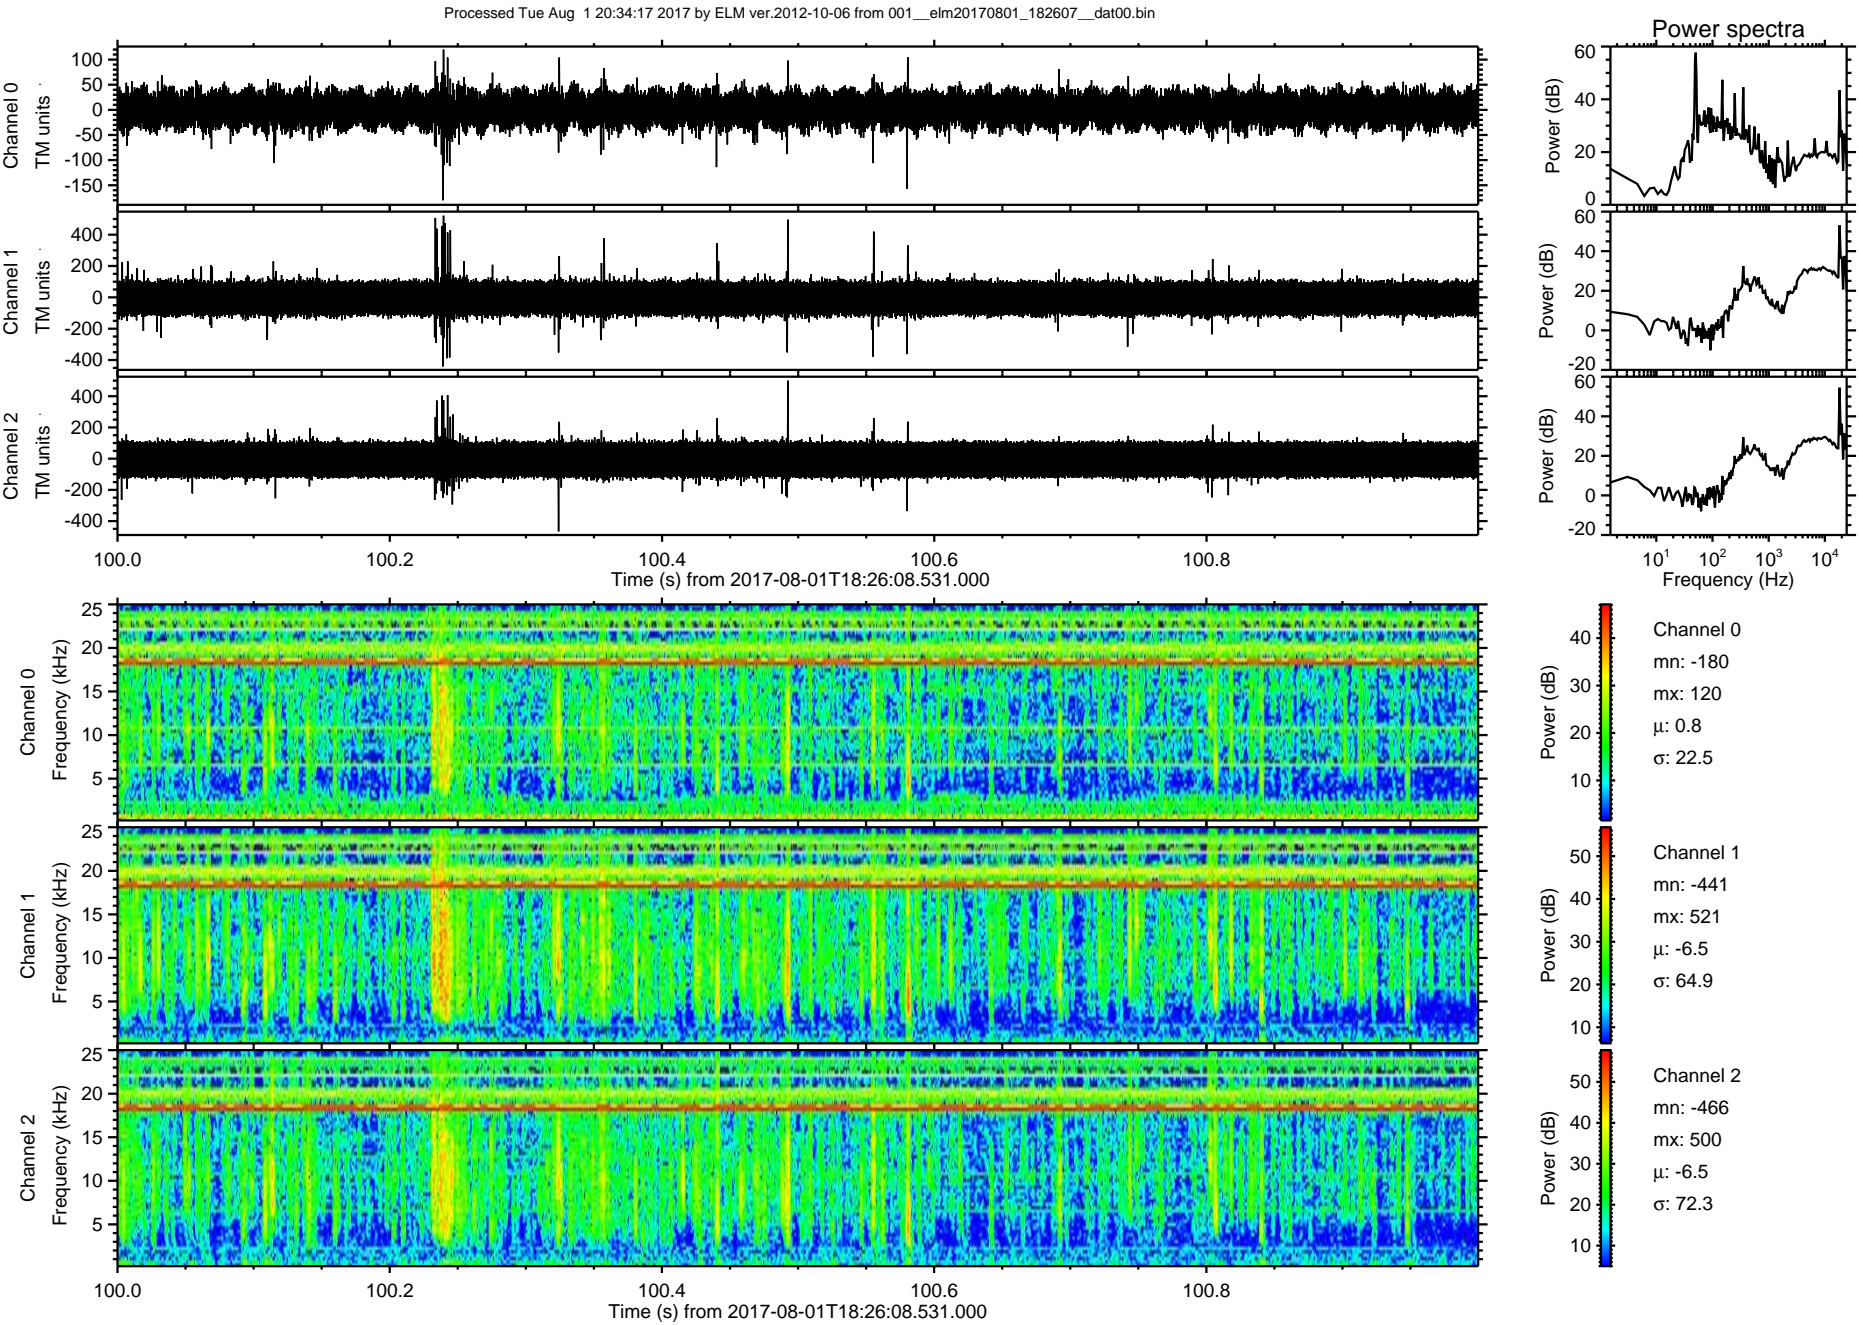 Processed Tue Aug  1 20:34:17 2017 by ELM ver.2012-10-06 from 001__elm20170801_182607__dat00.bin
Power spectra
Channel 0
TM units
100
50
0
-50
-100
-150
Power (dB)
60
40
20
0
Channel 1
TM units
400
200
0
-200
-400
Power (dB)
60
40
20
0
-20
Channel 2
TM units
400
200
0
-200
-400
Power (dB)
60
40
20
0
-20
100.0 100.2 100.4 100.6 100.8
Time (s) from 2017-08-01T18:26:08.531.000
10¹ 10² 10³ 10⁴
Frequency (Hz)
Channel 0
Frequency (kHz)
25
20
15
10
5
Power (dB)
40
30
20
10
Channel 0
mn: -180
mx: 120
μ: 0.8
σ: 22.5
Channel 1
Frequency (kHz)
25
20
15
10
5
Power (dB)
50
40
30
20
10
Channel 1
mn: -441
mx: 521
μ: -6.5
σ: 64.9
Channel 2
Frequency (kHz)
25
20
15
10
5
Power (dB)
50
40
30
20
10
Channel 2
mn: -466
mx: 500
μ: -6.5
σ: 72.3
100.0 100.2 100.4 100.6 100.8
Time (s) from 2017-08-01T18:26:08.531.000